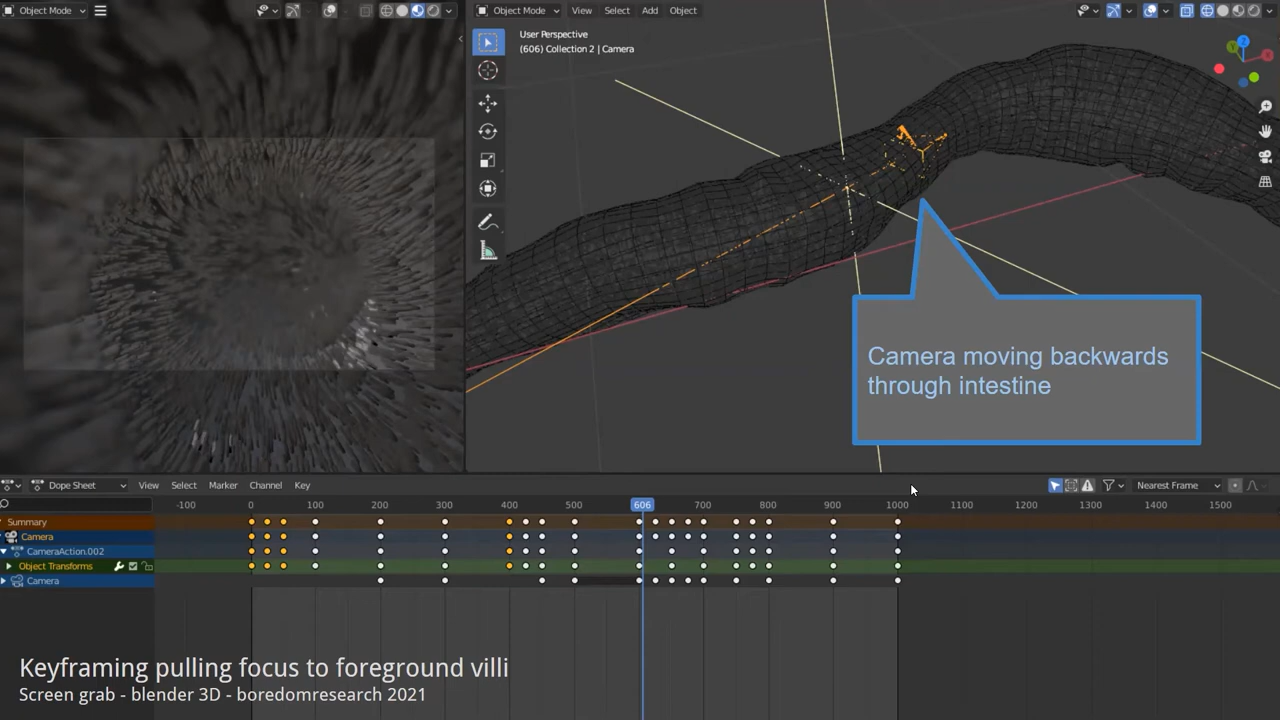 Object Mode
Object Mode View Select Add Object
User Perspective
(606) Collection 2 | Camera
Z
Y
X
Camera moving backwards
through intestine
Dope Sheet View Select Marker Channel Key Nearest Frame
-100 0 100 200 300 400 500 606 700 800 900 1000 1100 1200 1300 1400 1500
Summary
Camera
CameraAction.002
Object Transforms
Camera
Keyframing pulling focus to foreground villi
Screen grab - blender 3D - boredomresearch 2021